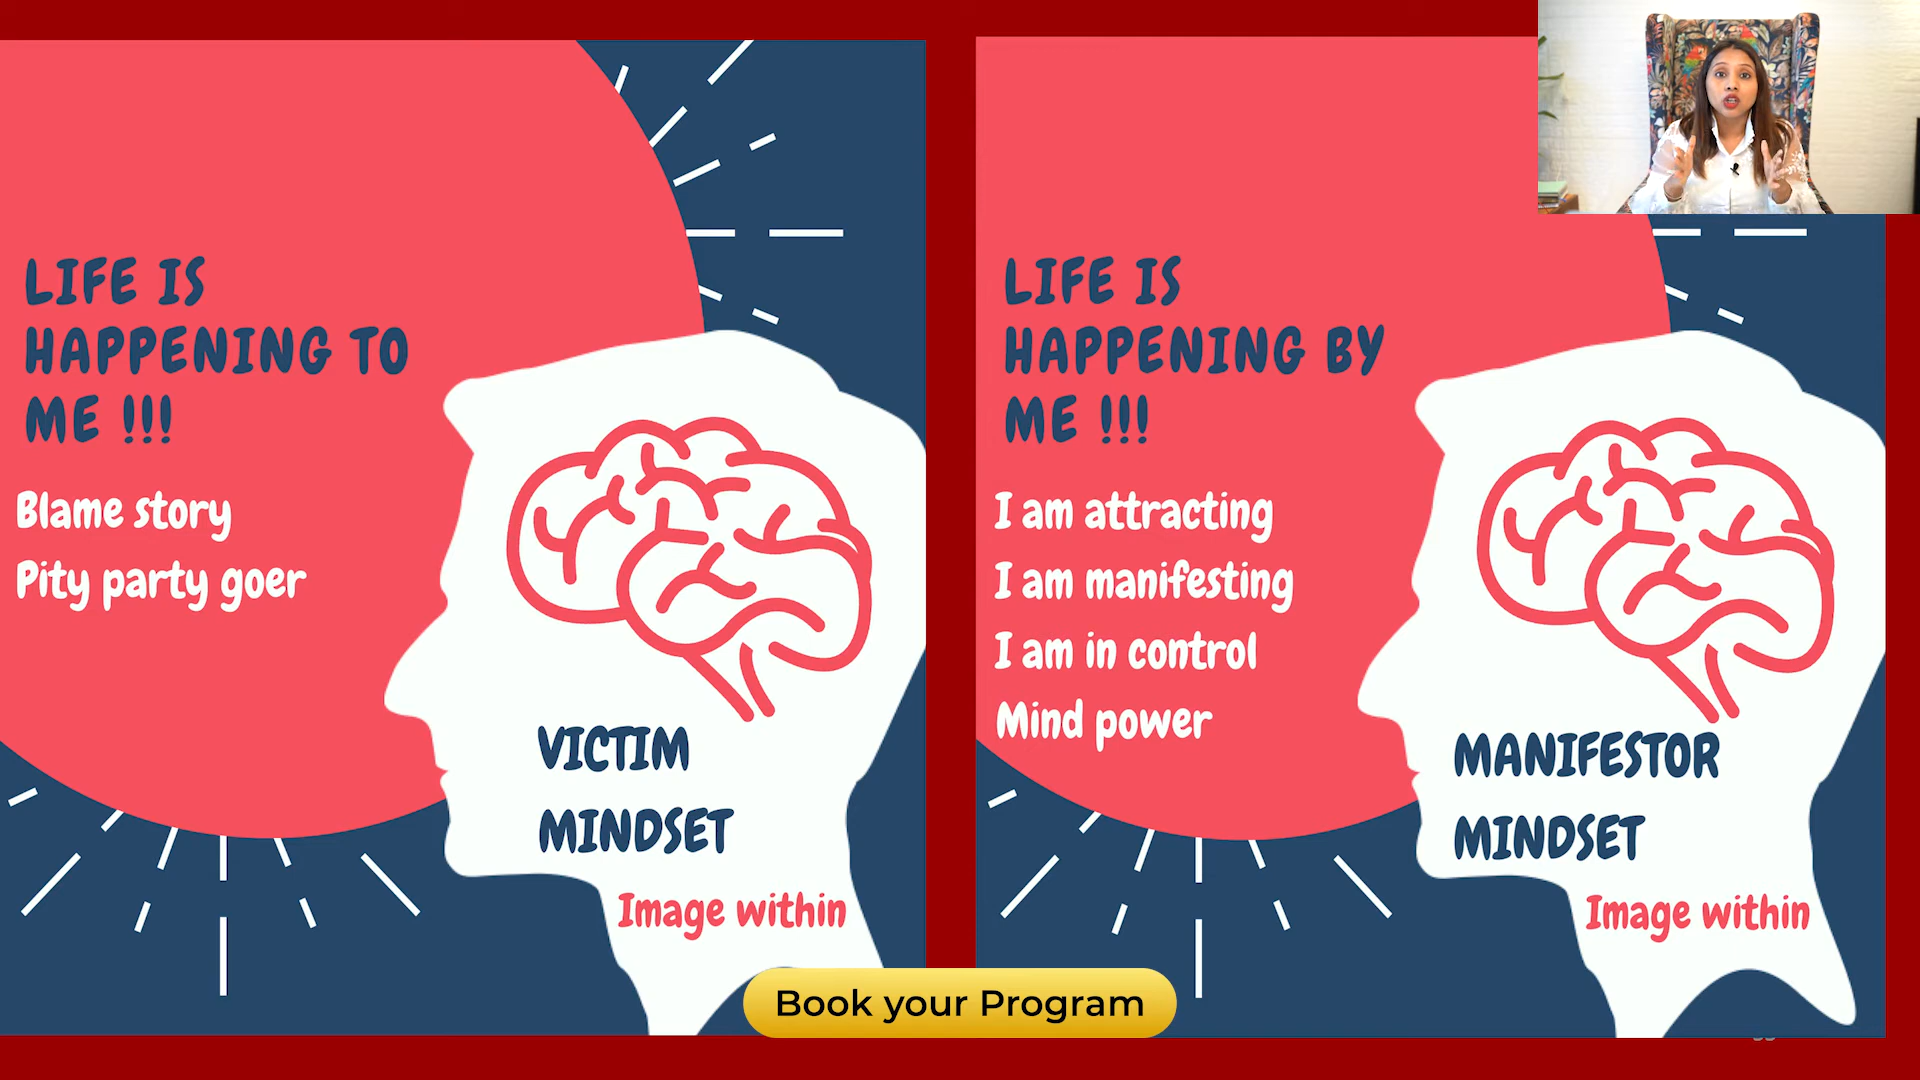 LIFE IS
HAPPENING TO
ME !!!
Blame story
Pity party goer
VICTIM
MINDSET
Image within
LIFE IS
HAPPENING BY
ME !!!
I am attracting
I am manifesting
I am in control
Mind power
MANIFESTOR
MINDSET
Image within
Book your Program